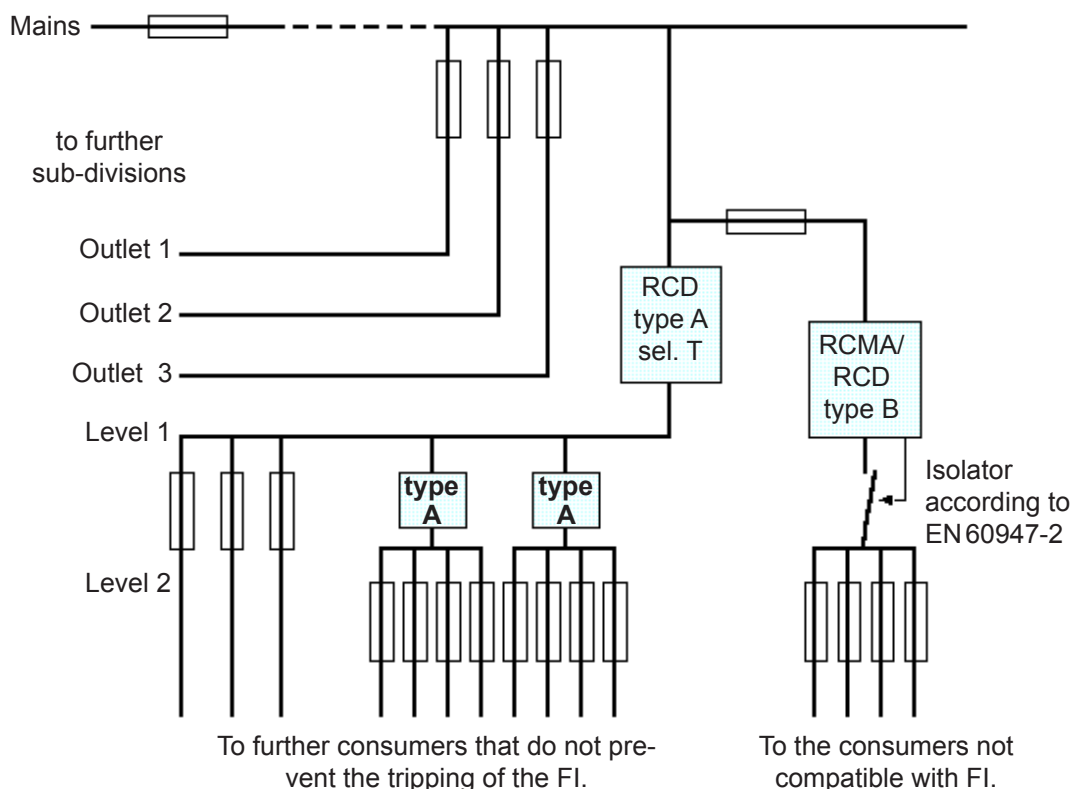 Mains
to further
sub-divisions
Outlet 1
Outlet 2
Outlet 3
Level 1
Level 2
RCD
type A
sel. T
RCMA/
RCD
type B
type
A
type
A
Isolator
according to
EN 60947-2
To further consumers that do not pre-
vent the tripping of the FI.
To the consumers not
compatible with FI.